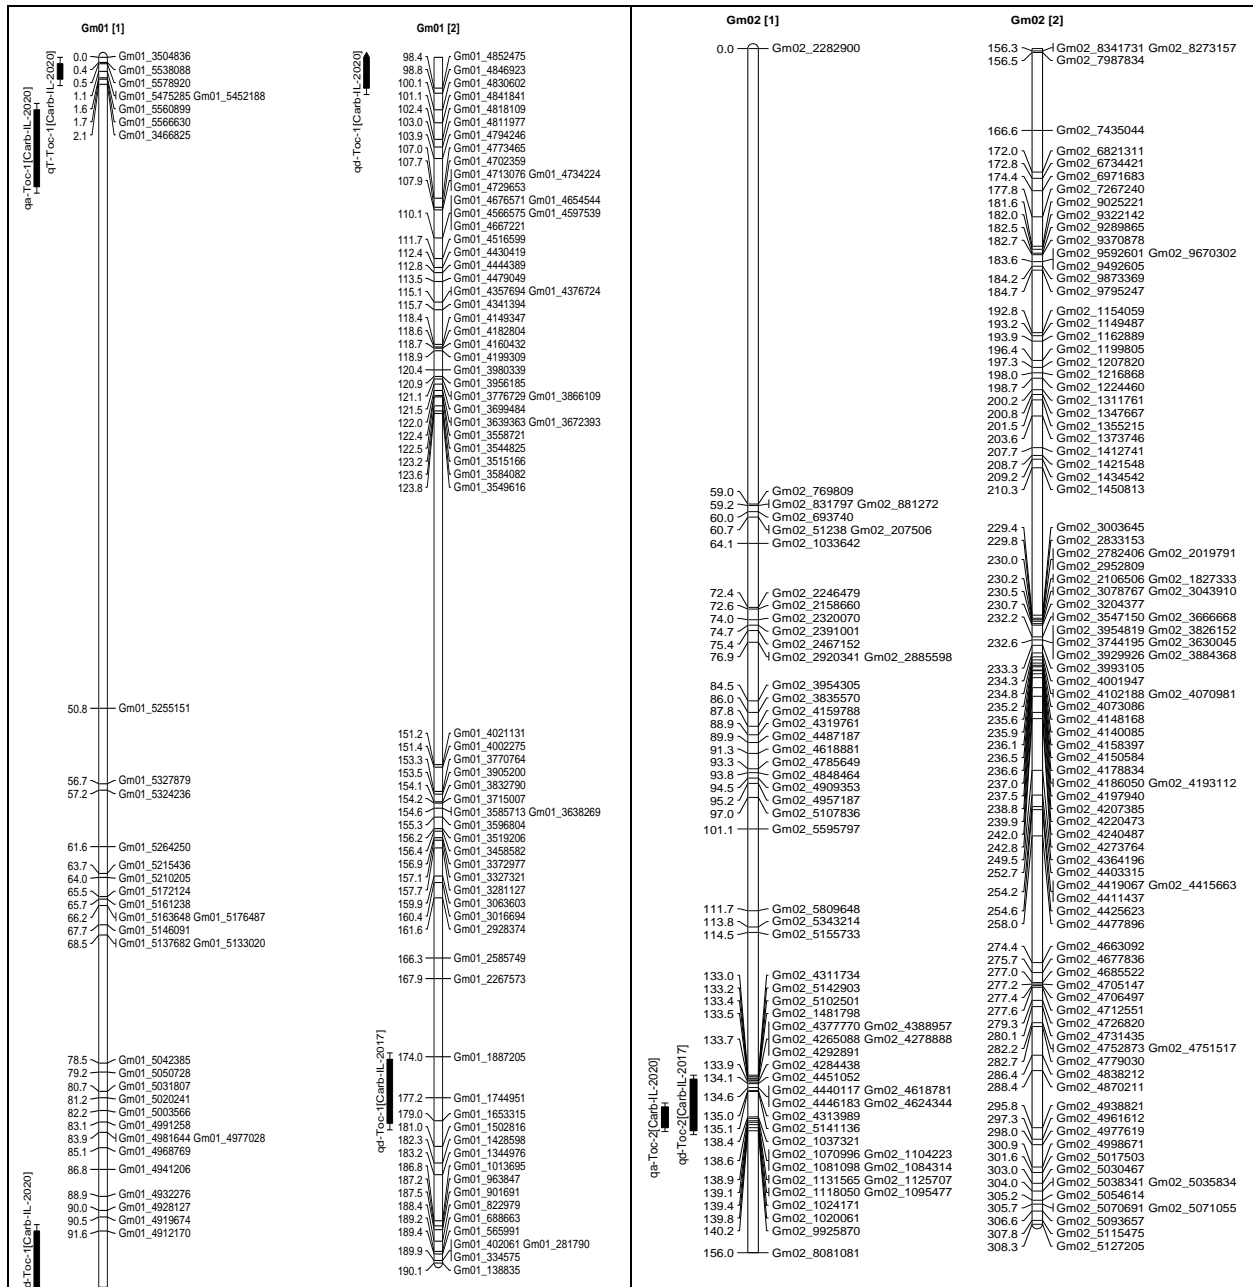 Gm01 [1]
0.0 Gm01_3504836
0.4 Gm01_5538088
0.5 Gm01_5578920
1.1 Gm01_5475285 Gm01_5452188
1.6 Gm01_5560899
1.7 Gm01_5566630
2.1 Gm01_3466825
50.8 Gm01_5255151
56.7 Gm01_5327879
57.2 Gm01_5324236
61.6 Gm01_5264250
63.7 Gm01_5215436
64.0 Gm01_5210205
65.5 Gm01_5172124
65.7 Gm01_5161238
66.2 Gm01_5163648 Gm01_5176487
67.7 Gm01_5146091
68.5 Gm01_5137682 Gm01_5133020
78.5 Gm01_5042385
79.2 Gm01_5050728
80.7 Gm01_5031807
81.2 Gm01_5020241
82.2 Gm01_5003566
83.1 Gm01_4991258
83.9 Gm01_4981644 Gm01_4977028
85.1 Gm01_4968769
86.8 Gm01_4941206
88.9 Gm01_4932276
90.0 Gm01_4928127
90.5 Gm01_4919674
91.6 Gm01_4912170
qa-Toc-1[Carb-IL-2020]
qT-Toc-1[Carb-IL-2020]
d-Toc-1[Carb-IL-2020]
Gm01 [2]
98.4 Gm01_4852475
98.8 Gm01_4846923
100.1 Gm01_4830602
101.1 Gm01_4841841
102.4 Gm01_4818109
103.0 Gm01_4811977
103.9 Gm01_4794246
107.0 Gm01_4773465
107.7 Gm01_4702359
Gm01_4713076 Gm01_4734224
107.9 Gm01_4729653
Gm01_4676571 Gm01_4654544
110.1 Gm01_4566575 Gm01_4597539
Gm01_4667221
111.7 Gm01_4516599
112.4 Gm01_4430419
112.8 Gm01_4444389
113.5 Gm01_4479049
115.1 Gm01_4357694 Gm01_4376724
115.7 Gm01_4341394
118.4 Gm01_4149347
118.6 Gm01_4182804
118.7 Gm01_4160432
118.9 Gm01_4199309
120.4 Gm01_3980339
120.9 Gm01_3956185
121.1 Gm01_3776729 Gm01_3866109
121.5 Gm01_3699484
122.0 Gm01_3639363 Gm01_3672393
122.4 Gm01_3558721
122.5 Gm01_3544825
123.2 Gm01_3515166
123.6 Gm01_3584082
123.8 Gm01_3549616
151.2 Gm01_4021131
151.4 Gm01_4002275
153.3 Gm01_3770764
153.5 Gm01_3905200
154.1 Gm01_3832790
154.2 Gm01_3715007
154.6 Gm01_3585713 Gm01_3638269
155.3 Gm01_3596804
156.2 Gm01_3519206
156.4 Gm01_3458582
156.9 Gm01_3372977
157.1 Gm01_3327321
157.7 Gm01_3281127
159.9 Gm01_3063603
160.4 Gm01_3016694
161.6 Gm01_2928374
166.3 Gm01_2585749
167.9 Gm01_2267573
174.0 Gm01_1887205
177.2 Gm01_1744951
179.0 Gm01_1653315
181.0 Gm01_1502816
182.3 Gm01_1428598
183.2 Gm01_1344976
186.8 Gm01_1013695
187.2 Gm01_963847
187.5 Gm01_901691
188.4 Gm01_822979
189.2 Gm01_688663
189.4 Gm01_565991
Gm01_402061 Gm01_281790
189.9 Gm01_334575
190.1 Gm01_138835
qd-Toc-1[Carb-IL-2020]
qd-Toc-1[Carb-IL-2017]
Gm02 [1]
0.0 Gm02_2282900
59.0 Gm02_769809
59.2 Gm02_831797 Gm02_881272
60.0 Gm02_693740
60.7 Gm02_51238 Gm02_207506
64.1 Gm02_1033642
72.4 Gm02_2246479
72.6 Gm02_2158660
74.0 Gm02_2320070
74.7 Gm02_2391001
75.4 Gm02_2467152
76.9 Gm02_2920341 Gm02_2885598
84.5 Gm02_3954305
86.0 Gm02_3835570
87.8 Gm02_4159788
88.9 Gm02_4319761
89.9 Gm02_4487187
91.3 Gm02_4618881
93.3 Gm02_4785649
93.8 Gm02_4848464
94.5 Gm02_4909353
95.2 Gm02_4957187
97.0 Gm02_5107836
101.1 Gm02_5595797
111.7 Gm02_5809648
113.8 Gm02_5343214
114.5 Gm02_5155733
133.0 Gm02_4311734
133.2 Gm02_5142903
133.4 Gm02_5102501
133.5 Gm02_1481798
Gm02_4377770 Gm02_4388957
133.7 Gm02_4265088 Gm02_4278888
Gm02_4292891
133.9 Gm02_4284438
134.1 Gm02_4451052
Gm02_4440117 Gm02_4618781
134.6 Gm02_4446183 Gm02_4624344
135.0 Gm02_4313989
135.1 Gm02_5141136
138.4 Gm02_1037321
Gm02_1070996 Gm02_1104223
138.6 Gm02_1081098 Gm02_1084314
138.9 Gm02_1131565 Gm02_1125707
139.1 Gm02_1118050 Gm02_1095477
139.4 Gm02_1024171
139.8 Gm02_1020061
140.2 Gm02_9925870
156.0 Gm02_8081081
qa-Toc-2[Carb-IL-2020]
qd-Toc-2[Carb-IL-2017]
Gm02 [2]
156.3 Gm02_8341731 Gm02_8273157
156.5 Gm02_7987834
166.6 Gm02_7435044
172.0 Gm02_6821311
172.8 Gm02_6734421
174.4 Gm02_6971683
177.8 Gm02_7267240
181.6 Gm02_9025221
182.0 Gm02_9322142
182.5 Gm02_9289865
182.7 Gm02_9370878
Gm02_9592601 Gm02_9670302
183.6 Gm02_9492605
184.2 Gm02_9873369
184.7 Gm02_9795247
192.8 Gm02_1154059
193.2 Gm02_1149487
193.9 Gm02_1162889
196.4 Gm02_1199805
197.3 Gm02_1207820
198.0 Gm02_1216868
198.7 Gm02_1224460
200.2 Gm02_1311761
200.8 Gm02_1347667
201.5 Gm02_1355215
203.6 Gm02_1373746
207.7 Gm02_1412741
208.7 Gm02_1421548
209.2 Gm02_1434542
210.3 Gm02_1450813
229.4 Gm02_3003645
229.8 Gm02_2833153
Gm02_2782406 Gm02_2019791
230.0 Gm02_2952809
230.2 Gm02_2106506 Gm02_1827333
230.5 Gm02_3078767 Gm02_3043910
230.7 Gm02_3204377
232.2 Gm02_3547150 Gm02_3666668
Gm02_3954819 Gm02_3826152
232.6 Gm02_3744195 Gm02_3630045
Gm02_3929926 Gm02_3884368
233.3 Gm02_3993105
234.3 Gm02_4001947
234.8 Gm02_4102188 Gm02_4070981
235.2 Gm02_4073086
235.6 Gm02_4148168
235.9 Gm02_4140085
236.1 Gm02_4158397
236.5 Gm02_4150584
236.6 Gm02_4178834
237.0 Gm02_4186050 Gm02_4193112
237.5 Gm02_4197940
238.8 Gm02_4207385
239.9 Gm02_4220473
242.0 Gm02_4240487
242.8 Gm02_4273764
249.5 Gm02_4364196
252.7 Gm02_4403315
Gm02_4419067 Gm02_4415663
254.2 Gm02_4411437
254.6 Gm02_4425623
258.0 Gm02_4477896
274.4 Gm02_4663092
275.7 Gm02_4677836
277.0 Gm02_4685522
277.2 Gm02_4705147
277.4 Gm02_4706497
277.6 Gm02_4712551
279.3 Gm02_4726820
280.1 Gm02_4731435
282.2 Gm02_4752873 Gm02_4751517
282.7 Gm02_4779030
286.4 Gm02_4838212
288.4 Gm02_4870211
295.8 Gm02_4938821
297.3 Gm02_4961612
298.0 Gm02_4977619
300.9 Gm02_4998671
301.6 Gm02_5017503
303.0 Gm02_5030467
304.0 Gm02_5038341 Gm02_5035834
305.2 Gm02_5054614
305.7 Gm02_5070691 Gm02_5071055
306.6 Gm02_5093657
307.8 Gm02_5115475
308.3 Gm02_5127205